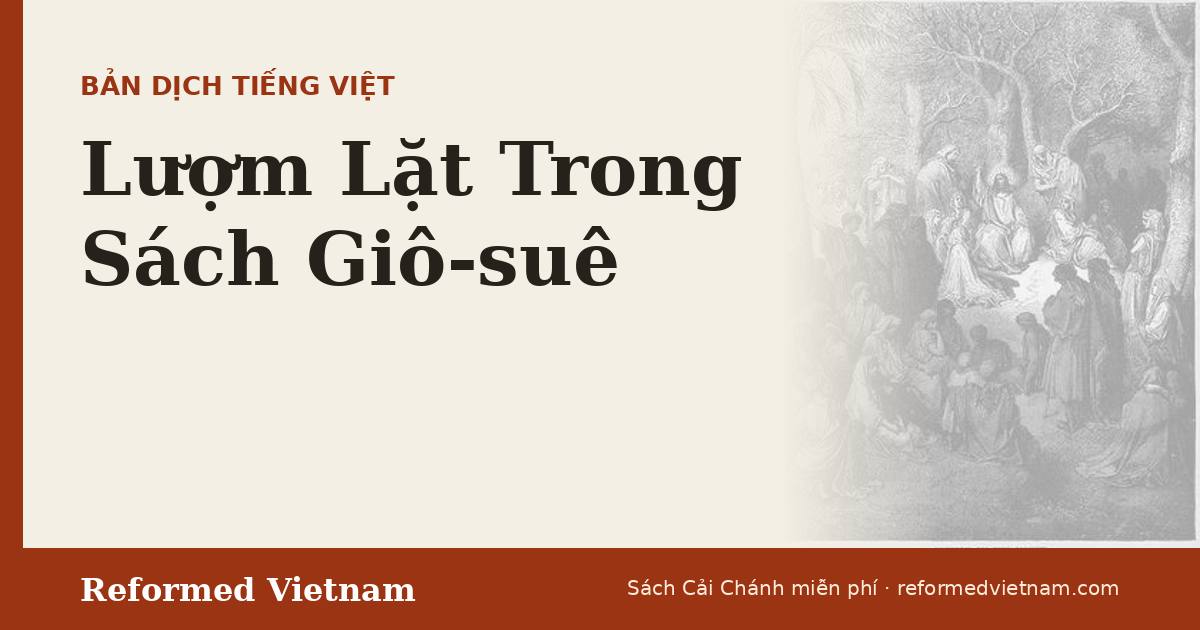 BẢN DỊCH TIẾNG VIỆT
Lượm Lặt Trong
Sách Giô-suê
Reformed Vietnam
Sách Cải Chánh miễn phí · reformedvietnam.com